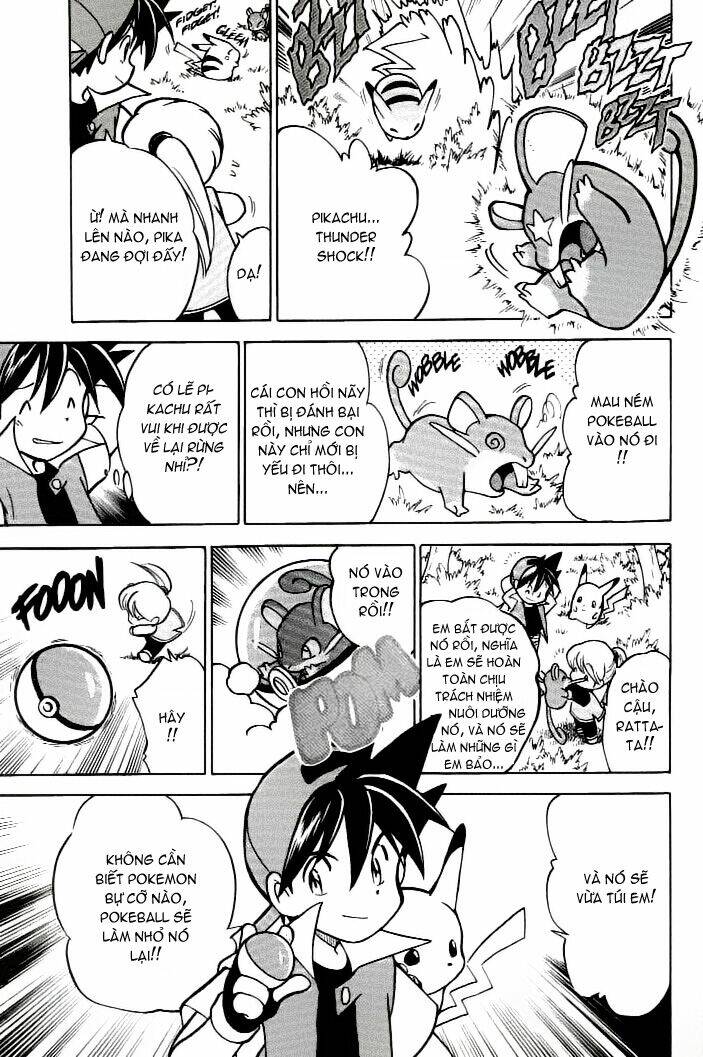 FIDGET,
FIDGET,
GLEEA
Ừ! MÀ NHANH
LÊN NÀO, PIKA
ĐANG ĐỢI ĐẤY!
DẠ!
BZZT
BZZT
BZZT
BZZT
PIKACHU...
THUNDER
SHOCK!!
CÓ LẼ PI-
KACHU RẤT
VUI KHI ĐƯỢC
VỀ LẠI RỪNG
NHỈ?!
CÁI CON HỒI NÃY
THÌ BỊ ĐÁNH BẠI
RỒI, NHƯNG CON
NÀY CHỈ MỚI BỊ
YẾU ĐI THÔI...
NÊN...
WOBBLE
WOBBLE
MAU NÉM
POKEBALL
VÀO NÓ ĐI
!!
FOOON
HÂY
!!
NÓ VÀO
TRONG
RỒI!!
POM
EM BẮT ĐƯỢC
NÓ RỒI, NGHĨA
LÀ EM SẼ HOÀN
TOÀN CHỊU
TRÁCH NHIỆM
NUÔI DƯỠNG
NÓ, VÀ NÓ SẼ
LÀM NHỮNG GÌ
EM BẢO...
CHÀO
CẬU,
RATTA-
TA!!
KHÔNG CẦN
BIẾT POKEMON
BỰ CỠ NÀO,
POKEBALL SẼ
LÀM NHỎ NÓ
LẠI!!
VÀ NÓ SẼ
VỪA TÚI EM!